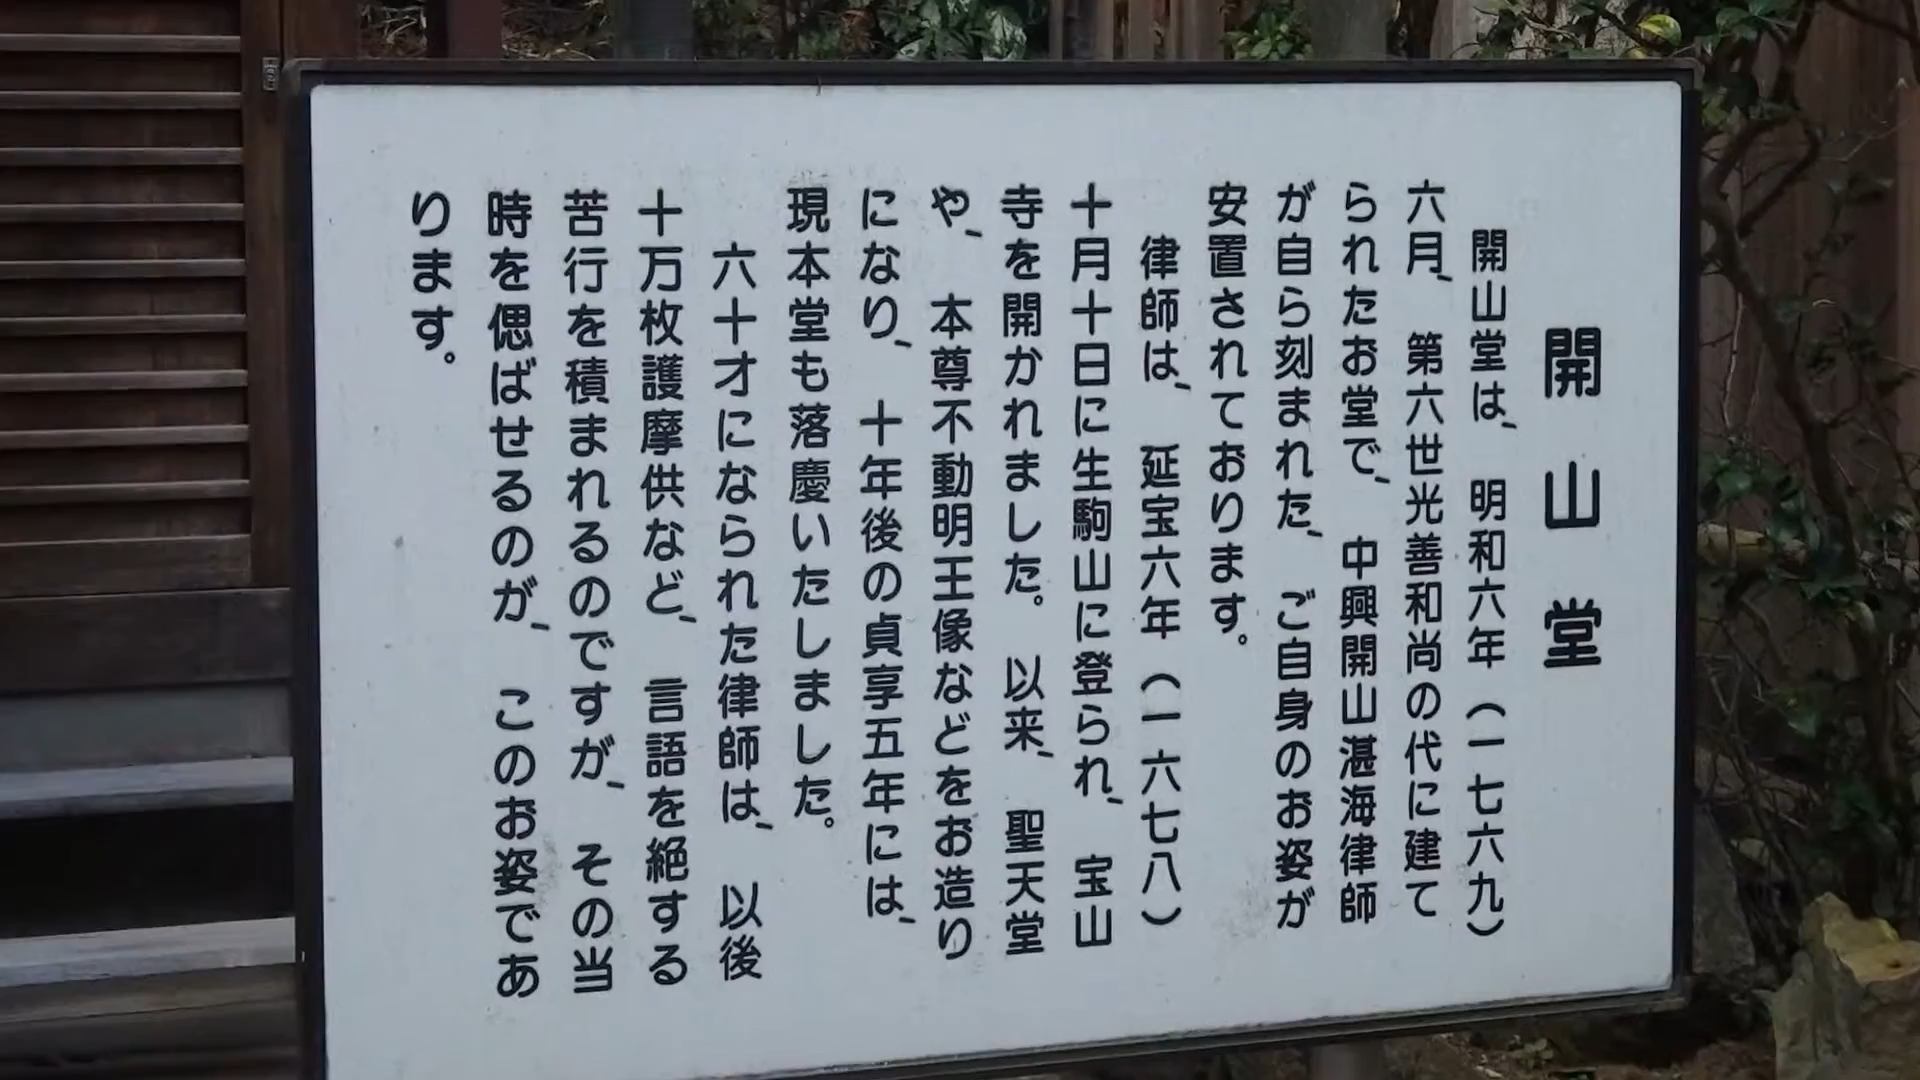 開山堂
開山堂は、明和六年（一七六九）
六月、第六世光善和尚の代に建て
られたお堂で、中興開山湛海律師
が自ら刻まれた、ご自身のお姿が
安置されております。
律師は、延宝六年（一六七八）
十月十日に生駒山に登られ、宝山
寺を開かれました。以来、聖天堂
や、本尊不動明王像などをお造り
になり、十年後の貞享五年には、
現本堂も落慶いたしました。
六十才になられた律師は、以後
十万枚護摩供など、言語を絶する
苦行を積まれるのですが、その当
時を偲ばせるのが、このお姿であ
ります。